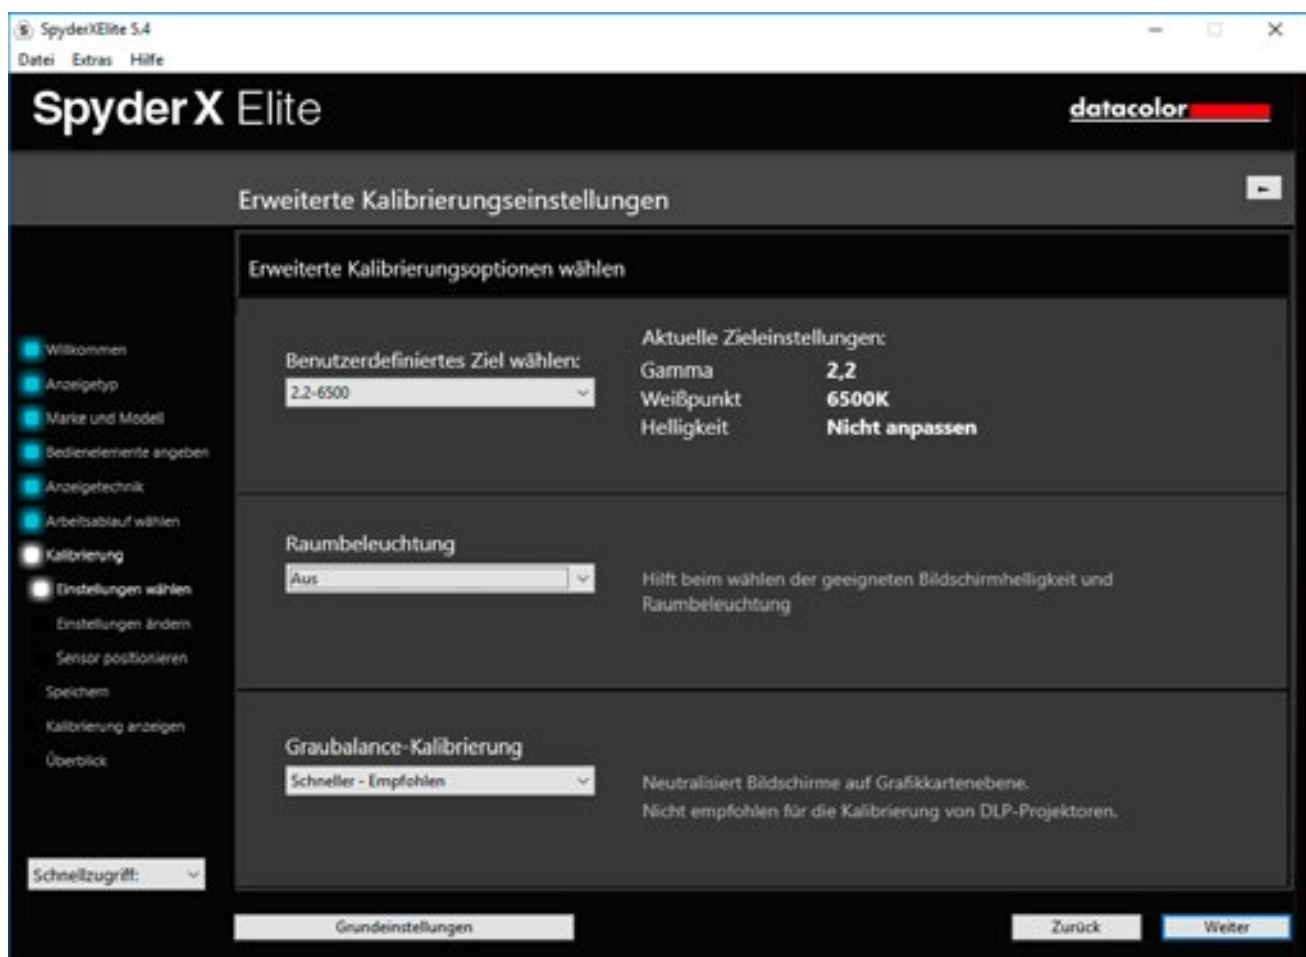 SpyderXElite 5.4
Datei Extras Hilfe
SpyderX Elite
datacolor
Erweiterte Kalibrierungseinstellungen
Erweiterte Kalibrierungsoptionen wählen
Willkommen
Anzeigetyp
Marke und Modell
Bedienelemente angeben
Anzeigetechnik
Arbeitsablauf wählen
Kalibrierung
Einstellungen wählen
Einstellungen ändern
Sensor positionieren
Speichern
Kalibrierung anzeigen
Überblick
Schnellzugriff:
Benutzerdefiniertes Ziel wählen:
2.2-6500
Aktuelle Zieleinstellungen:
Gamma 2,2
Weißpunkt 6500K
Helligkeit Nicht anpassen
Raumbeleuchtung
Aus
Hilft beim wählen der geeigneten Bildschirmhelligkeit und
Raumbeleuchtung
Graubalance-Kalibrierung
Schneller - Empfohlen
Neutralisiert Bildschirme auf Grafikkartenebene.
Nicht empfohlen für die Kalibrierung von DLP-Projektoren.
Grundeinstellungen
Zurück
Weiter